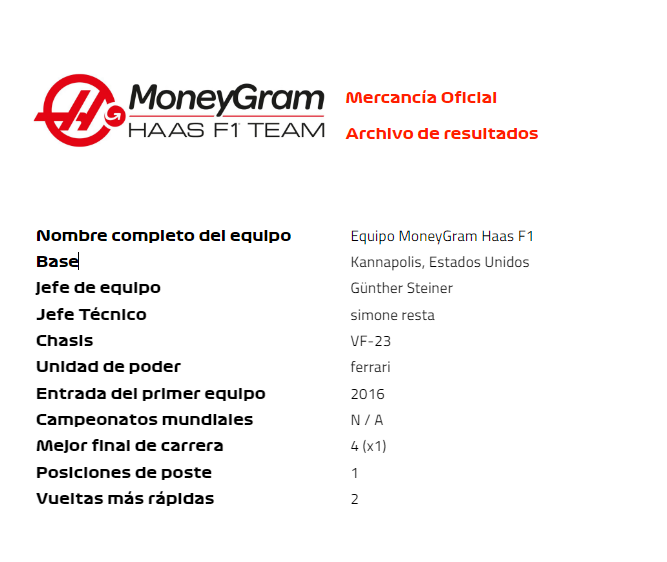 MoneyGram
HAAS F1 TEAM
Mercancía Oficial
Archivo de resultados
Nombre completo del equipo Equipo MoneyGram Haas F1
Base Kannapolis, Estados Unidos
Jefe de equipo Günther Steiner
Jefe Técnico simone resta
Chasis VF-23
Unidad de poder ferrari
Entrada del primer equipo 2016
Campeonatos mundiales N / A
Mejor final de carrera 4 (x1)
Posiciones de poste 1
Vueltas más rápidas 2